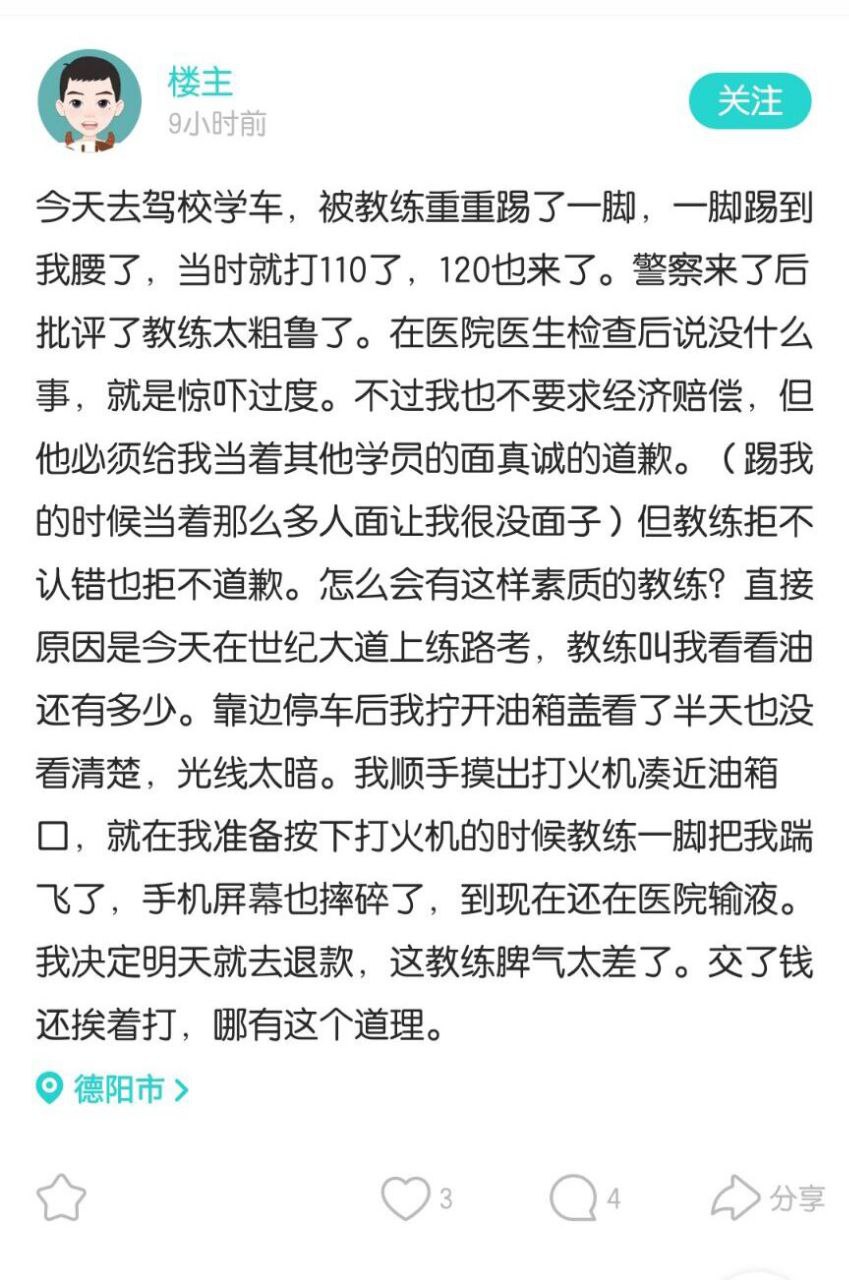 楼主
关注
9小时前
今天去驾校学车，被教练重重踢了一脚，一脚踢到
我腰了，当时就打110了，120也来了。警察来了后
批评了教练太粗鲁了。在医院医生检查后说没什么
事，就是惊吓过度。不过我也不要求经济赔偿，但
他必须给我当着其他学员的面真诚的道歉。（踢我
的时候当着那么多人面让我很没面子）但教练拒不
认错也拒不道歉。怎么会有这样素质的教练？直接
原因是今天在世纪大道上练路考，教练叫我看看油
还有多少。靠边停车后我拧开油箱盖看了半天也没
看清楚，光线太暗。我顺手摸出打火机凑近油箱
口，就在我准备按下打火机的时候教练一脚把我踹
飞了，手机屏幕也摔碎了，到现在还在医院输液。
我决定明天就去退款，这教练脾气太差了。交了钱
还挨着打，哪有这个道理。
德阳市
3
4
分享